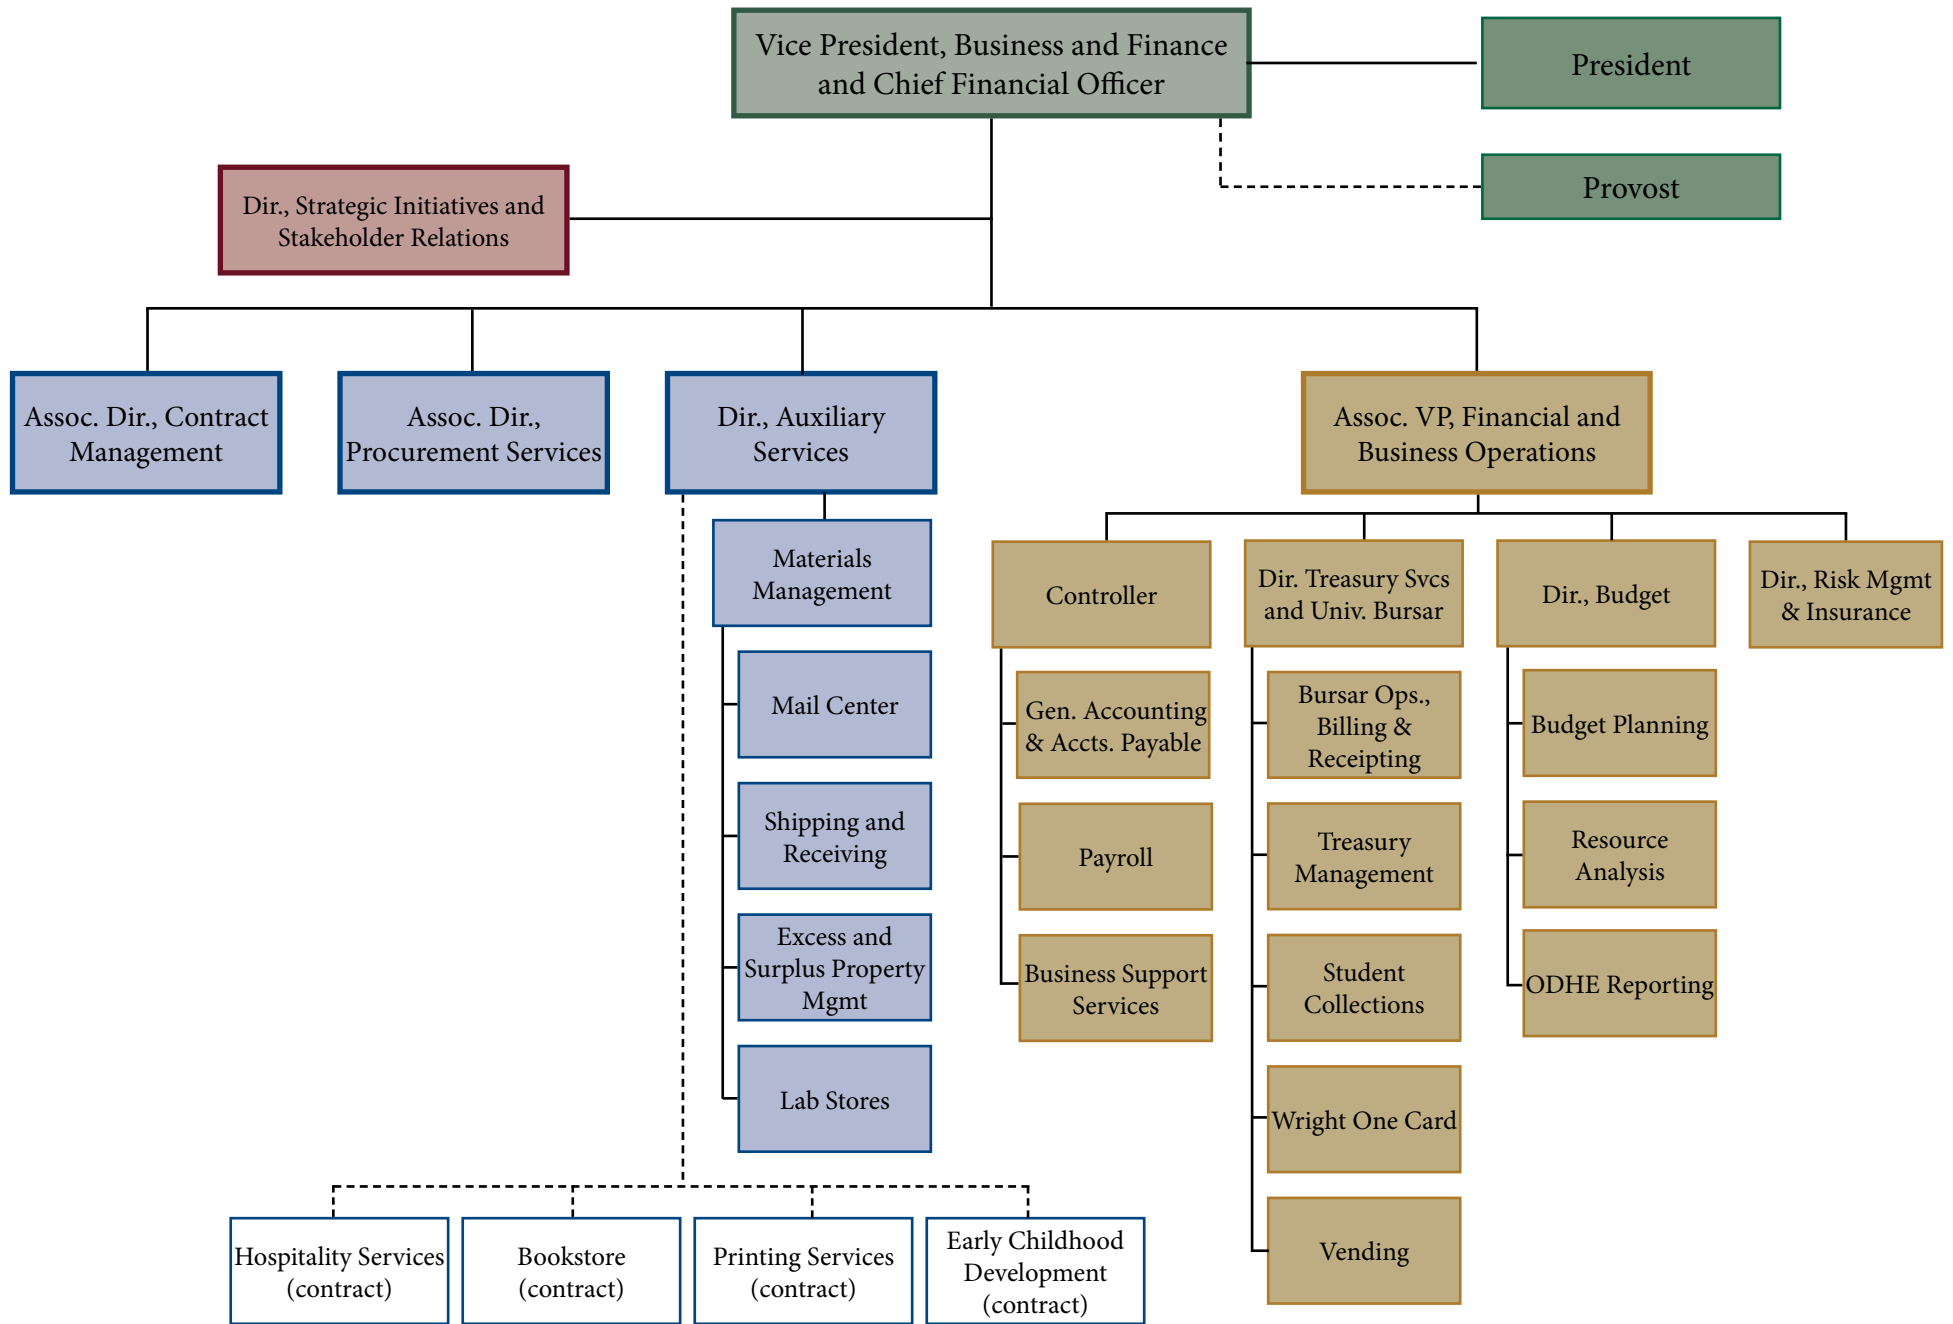 Vice President, Business and Finance
and Chief Financial Officer
President
Provost
Dir., Strategic Initiatives and
Stakeholder Relations
Assoc. Dir., Contract
Management
Assoc. Dir.,
Procurement Services
Dir., Auxiliary
Services
Assoc. VP, Financial and
Business Operations
Materials
Management
Mail Center
Shipping and
Receiving
Excess and
Surplus Property
Mgmt
Lab Stores
Hospitality Services
(contract)
Bookstore
(contract)
Printing Services
(contract)
Early Childhood
Development
(contract)
Controller
Gen. Accounting
& Accts. Payable
Payroll
Business Support
Services
Dir. Treasury Svcs
and Univ. Bursar
Bursar Ops.,
Billing &
Receipting
Treasury
Management
Student
Collections
Wright One Card
Vending
Dir., Budget
Budget Planning
Resource
Analysis
ODHE Reporting
Dir., Risk Mgmt
& Insurance